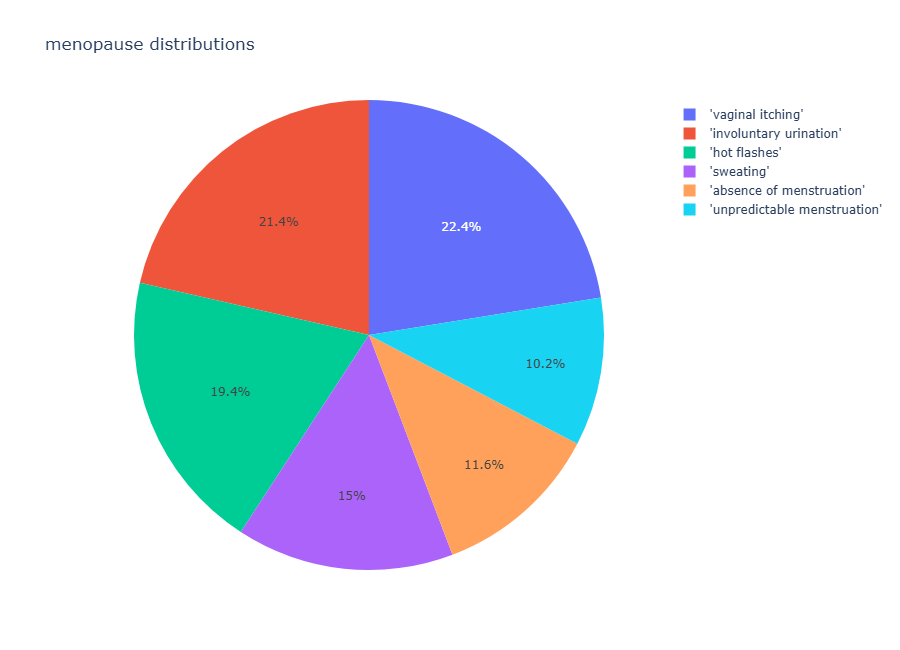 menopause distributions
'vaginal itching'
'involuntary urination'
'hot flashes'
'sweating'
'absence of menstruation'
'unpredictable menstruation'
21.4%
22.4%
10.2%
19.4%
11.6%
15%